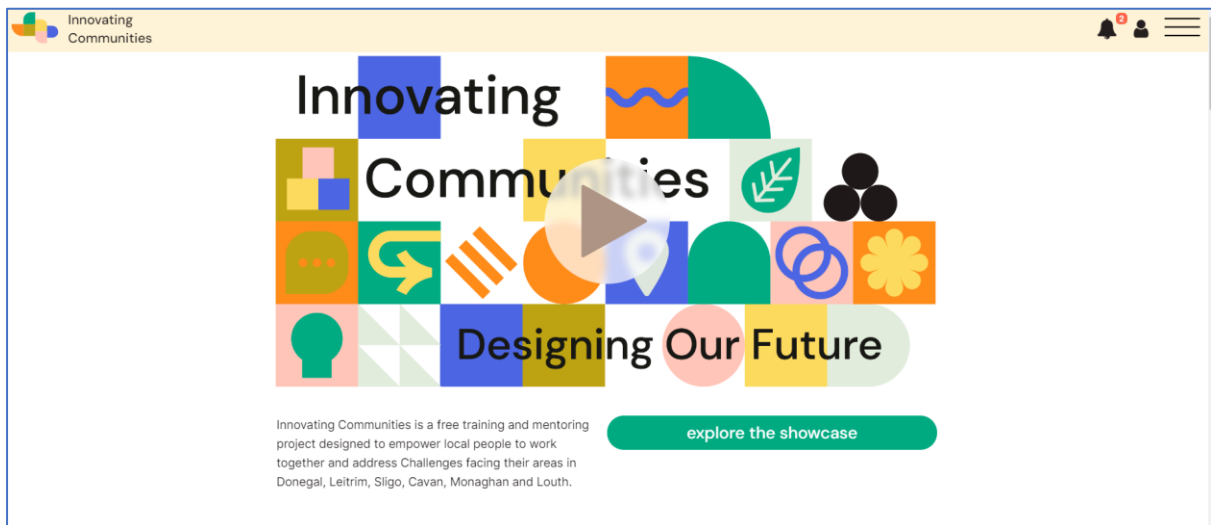 Innovating
Communities
2
Innovating
Communities
Designing Our Future
Innovating Communities is a free training and mentoring
project designed to empower local people to work
together and address Challenges facing their areas in
Donegal, Leitrim, Sligo, Cavan, Monaghan and Louth.
explore the showcase